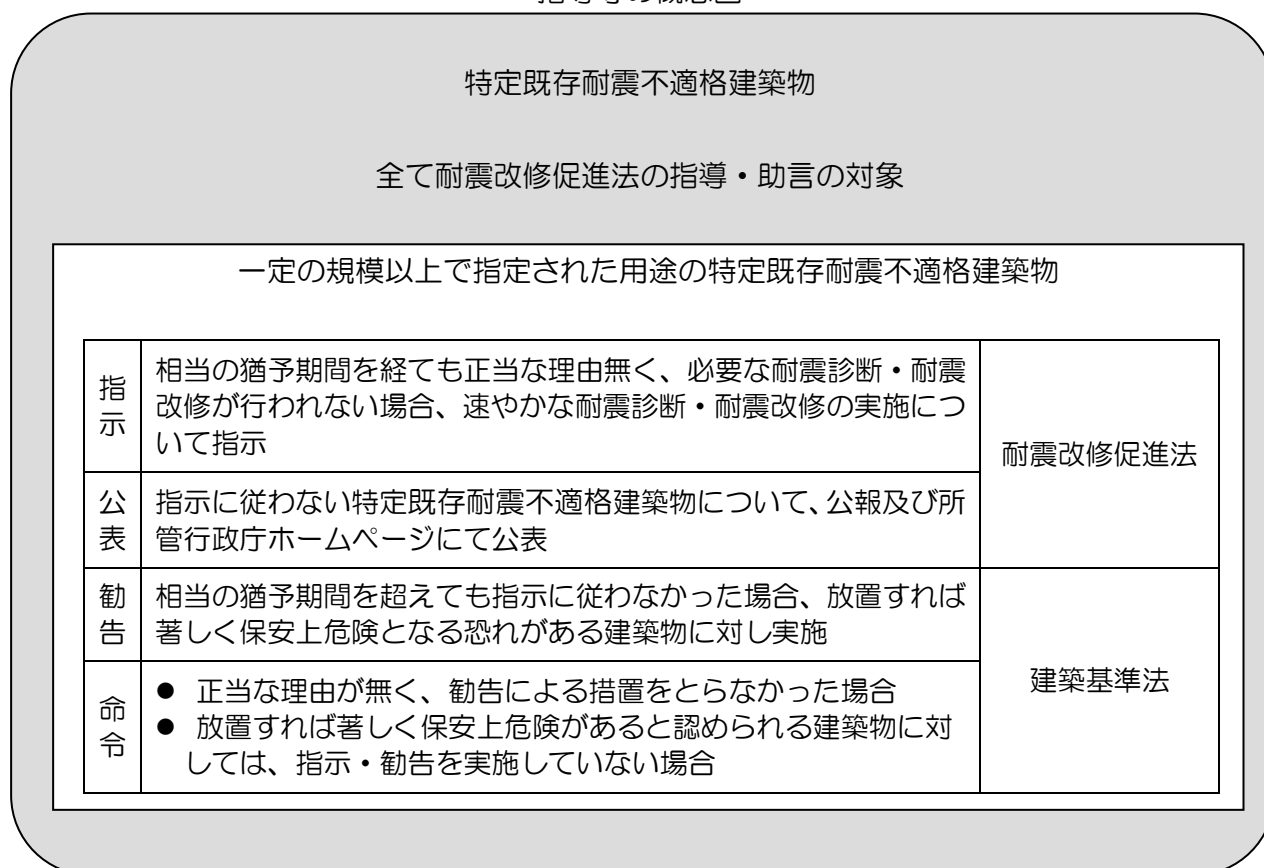 特定既存耐震不適格建築物
全て耐震改修促進法の指導・助言の対象
一定の規模以上で指定された用途の特定既存耐震不適格建築物
指示
相当の猶予期間を経ても正当な理由無く、必要な耐震診断・耐震
改修が行われない場合、速やかな耐震診断・耐震改修の実施につ
いて指示
耐震改修促進法
公表
指示に従わない特定既存耐震不適格建築物について、公報及び所
管行政庁ホームページにて公表
勧告
相当の猶予期間を超えても指示に従わなかった場合、放置すれば
著しく保安上危険となる恐れがある建築物に対し実施
建築基準法
命令
● 正当な理由が無く、勧告による措置をとらなかった場合
● 放置すれば著しく保安上危険があると認められる建築物に対
しては、指示・勧告を実施していない場合